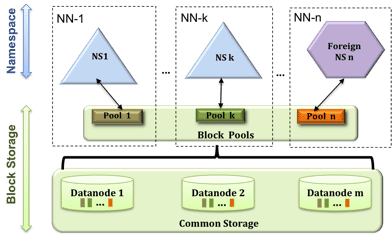 NN-1
NN-k
NN-n
Namespace
NS1
...
NS k
...
Foreign
NS n
Pool 1
Pool k
Pool n
Block Pools
Block Storage
Datanode 1
...
Datanode 2
...
Datanode m
...
Common Storage